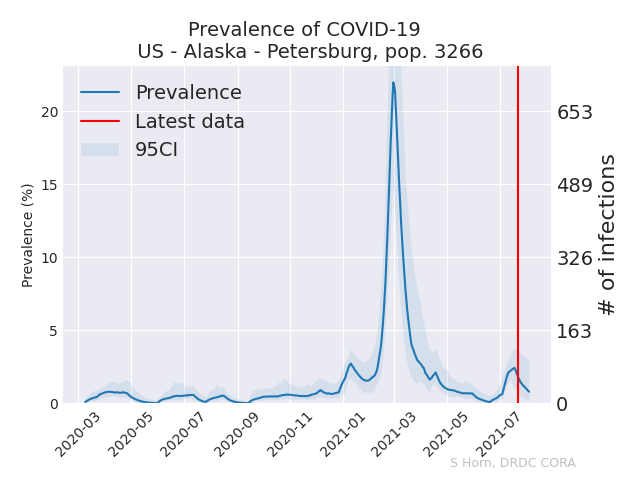 Prevalence of COVID-19
US - Alaska - Petersburg, pop. 3266
Prevalence
Latest data
95CI
Prevalence (%)
20
15
10
5
0
653
489
326
163
0
# of infections
2020-03
2020-05
2020-07
2020-09
2020-11
2021-01
2021-03
2021-05
2021-07
S Horn, DRDC CORA